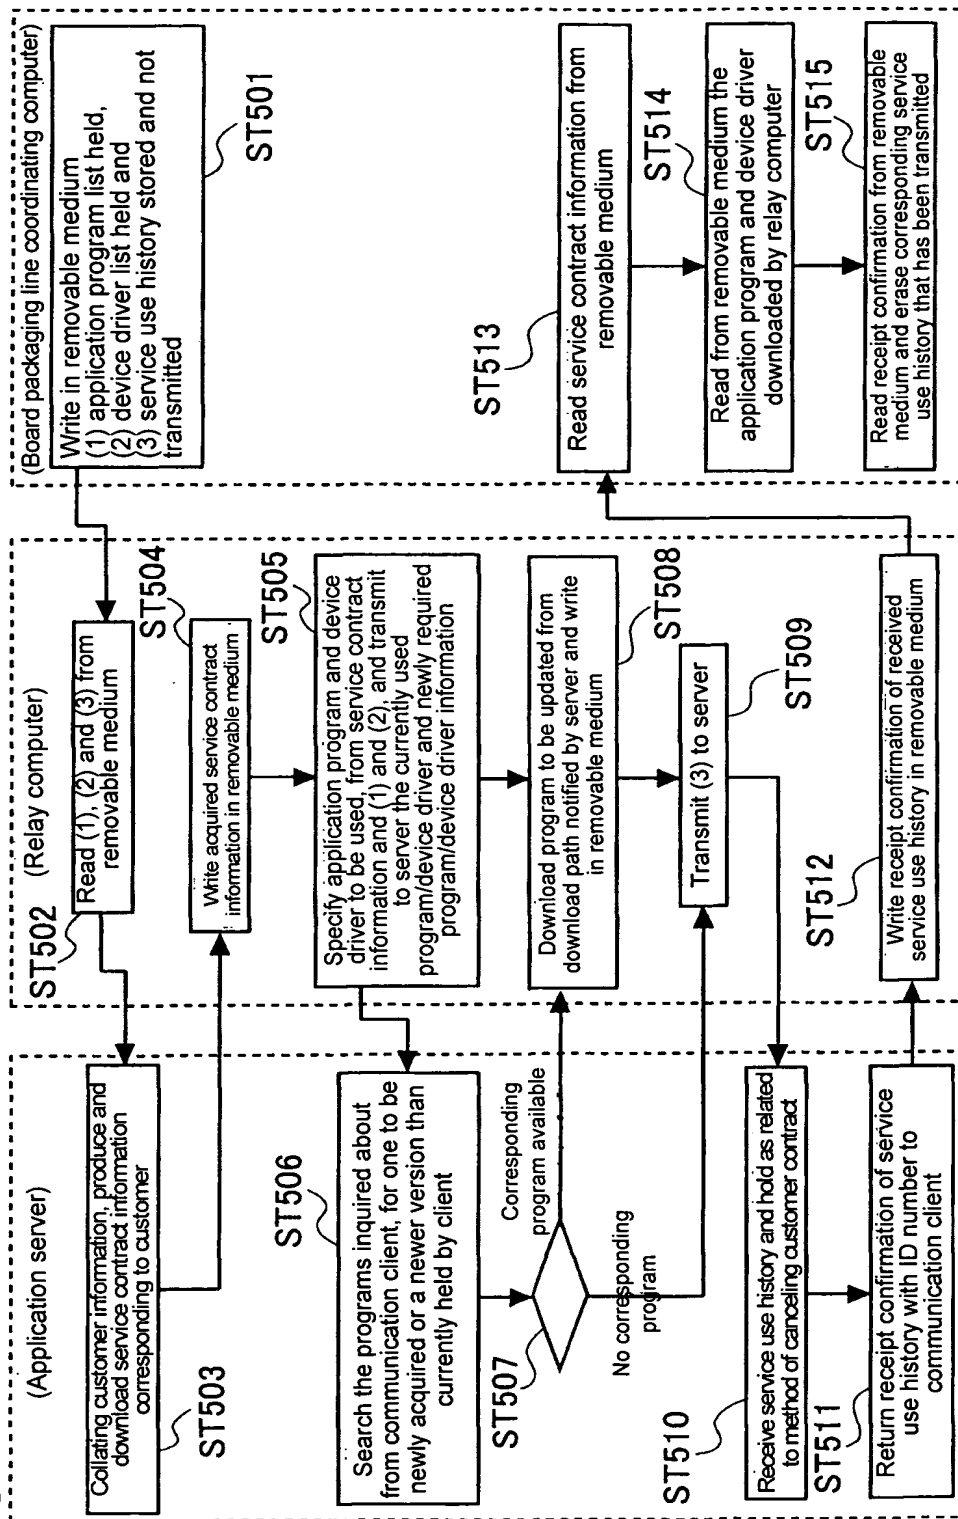 (Application server)
Collating customer information, produce and
download service contract information
corresponding to customer
ST503
Search the programs inquired about
from communication client, for one to be
newly acquired or a newer version than
currently held by client
ST506
ST507
Corresponding
program available
No corresponding
program
Receive service use history and hold as related
to method of canceling customer contract
ST510
Return receipt confirmation of service
use history with ID number to
communication client
ST511
(Relay computer)
Read (1), (2) and (3) from
removable medium
ST502
Write acquired service contract
information in removable medium
ST504
Specify application program and device
driver to be used, from service contract
information and (1) and (2), and transmit
to server the currently used
program/device driver and newly required
program/device driver information
ST505
Download program to be updated from
download path notified by server and write
in removable medium
ST508
Transmit (3) to server
ST509
Write receipt confirmation of received
service use history in removable medium
ST512
(Board packaging line coordinating computer)
Write in removable medium
(1) application program list held,
(2) device driver list held and
(3) service use history stored and not
transmitted
ST501
Read service contract information from
removable medium
ST513
Read from removable medium the
application program and device driver
downloaded by relay computer
ST514
Read receipt confirmation from removable
medium and erase corresponding service
use history that has been transmitted
ST515